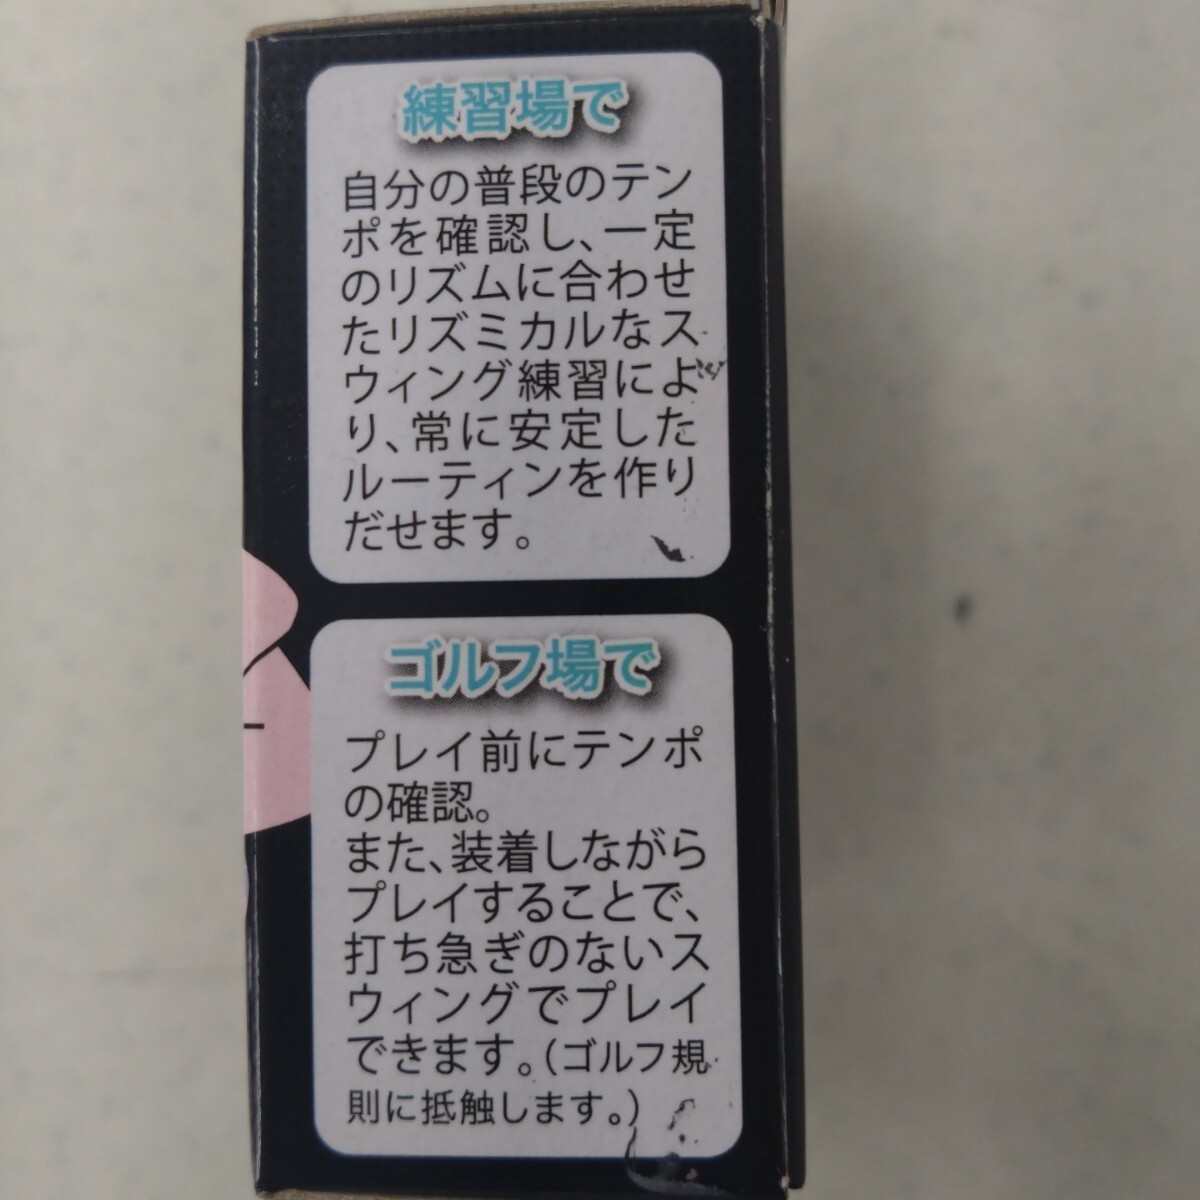 練習場で
自分の普段のテン
ポを確認し、一定
のリズムに合わせ
たリズミカルなス
ウィング練習によ
り、常に安定した
ルーティンを作り
だせます。
ゴルフ場で
プレイ前にテンポ
の確認。
また、装着しながら
プレイすることで、
打ち急ぎのないス
ウィングでプレイ
できます。(ゴルフ規
則に抵触します。)